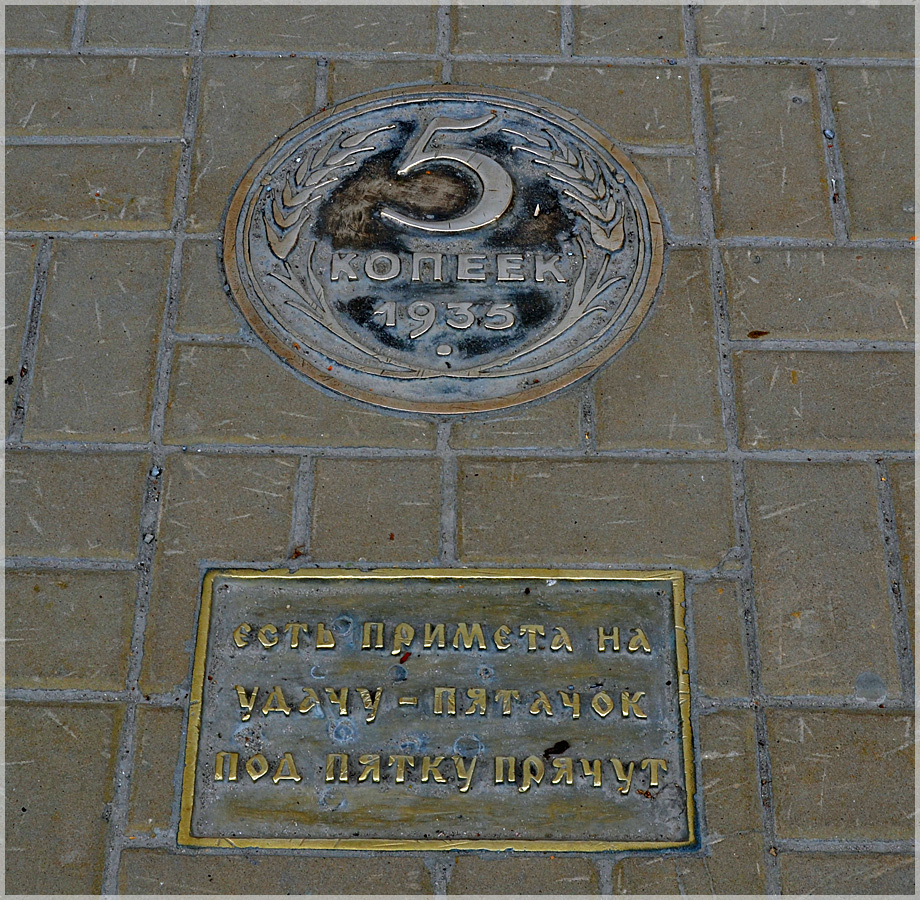 5
КОПЕЕК
1935
есть примета на
удачу - пятачок
под пятку прячут